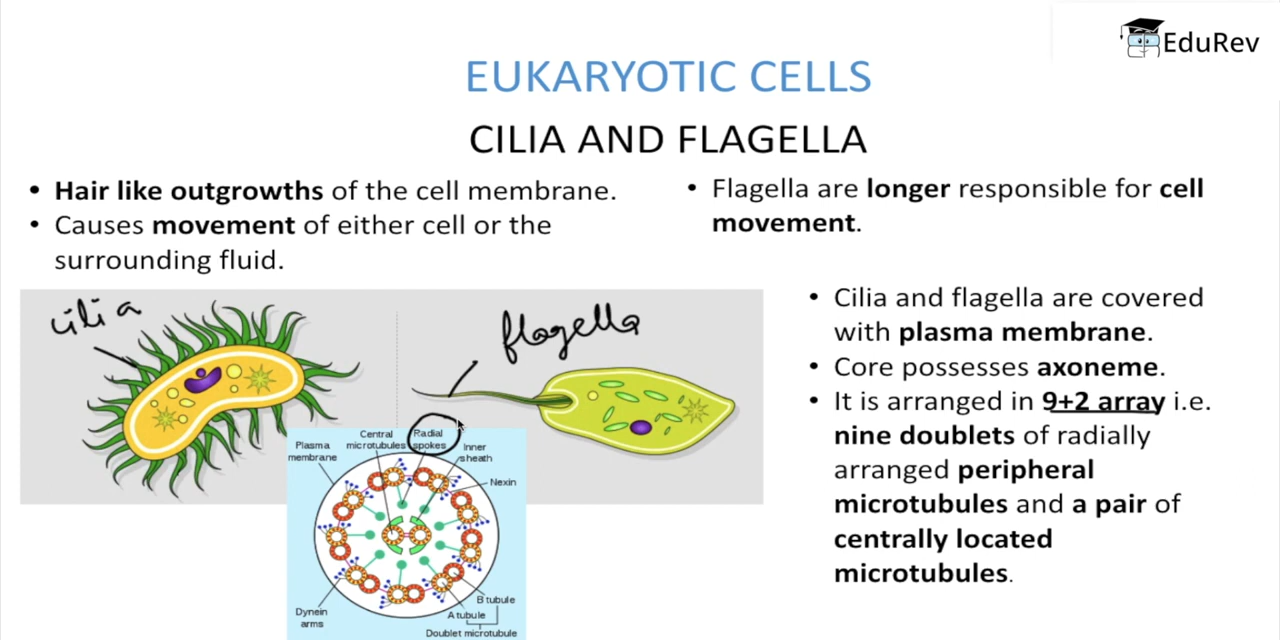 EduRev
EUKARYOTIC CELLS
CILIA AND FLAGELLA
• Hair like outgrowths of the cell membrane.
• Causes movement of either cell or the
surrounding fluid.
• Flagella are longer responsible for cell
movement.
cilia
flagella
• Cilia and flagella are covered
with plasma membrane.
• Core possesses axoneme.
• It is arranged in 9+2 array i.e.
nine doublets of radially
arranged peripheral
microtubules and a pair of
centrally located
microtubules.
Plasma
membrane
Central
microtubules
Radial
spokes
Inner
sheath
Nexin
Dynein
arms
B tubule
A tubule
Doublet microtubule